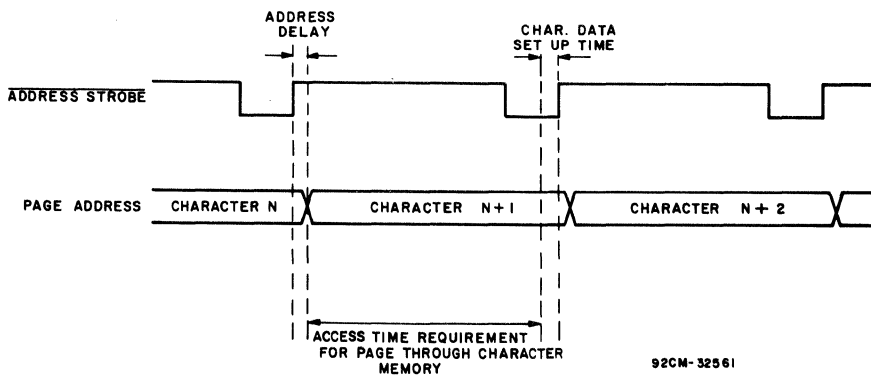 ADDRESS
DELAY
CHAR. DATA
SET UP TIME
ADDRESS STROBE
PAGE ADDRESS
CHARACTER N
CHARACTER N+1
CHARACTER N+2
ACCESS TIME REQUIREMENT
FOR PAGE THROUGH CHARACTER
MEMORY
92CM-32561